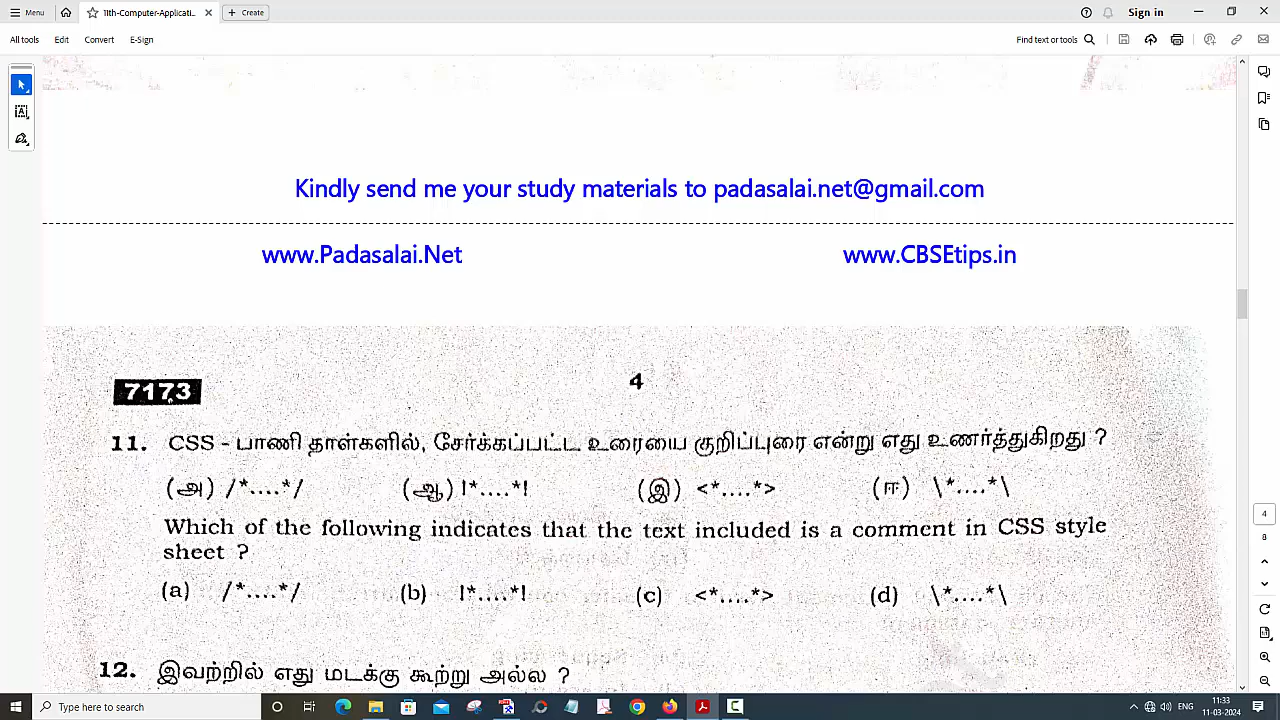 Menu
11th-Computer-Applicati...
Create
Sign in
All tools Edit Convert E-Sign
Find text or tools
Kindly send me your study materials to padasalai.net@gmail.com
www.Padasalai.Net www.CBSEtips.in
7173 4
11. CSS - பாணி தாள்களில், சேர்க்கப்பட்ட உரையை குறிப்புரை என்று எது உணர்த்துகிறது ?
(அ) /*....*/ (ஆ) !*....*! (இ) <*....*> (ஈ) \*....*\
Which of the following indicates that the text included is a comment in CSS style
sheet ?
(a) /*....*/ (b) !*....*! (c) <*....*> (d) \*....*\
12. இவற்றில் எது மடக்கு கூற்று அல்ல ?
4
8
Type here to search
ENG
11:33
11-03-2024